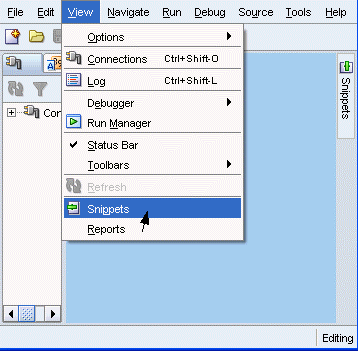 File Edit View Navigate Run Debug Source Tools Help
Options
Connections Ctrl+Shift-O
Log Ctrl+Shift-L
Debugger
Run Manager
Status Bar
Toolbars
Refresh
Snippets
Reports
Con
Snippets
Editing